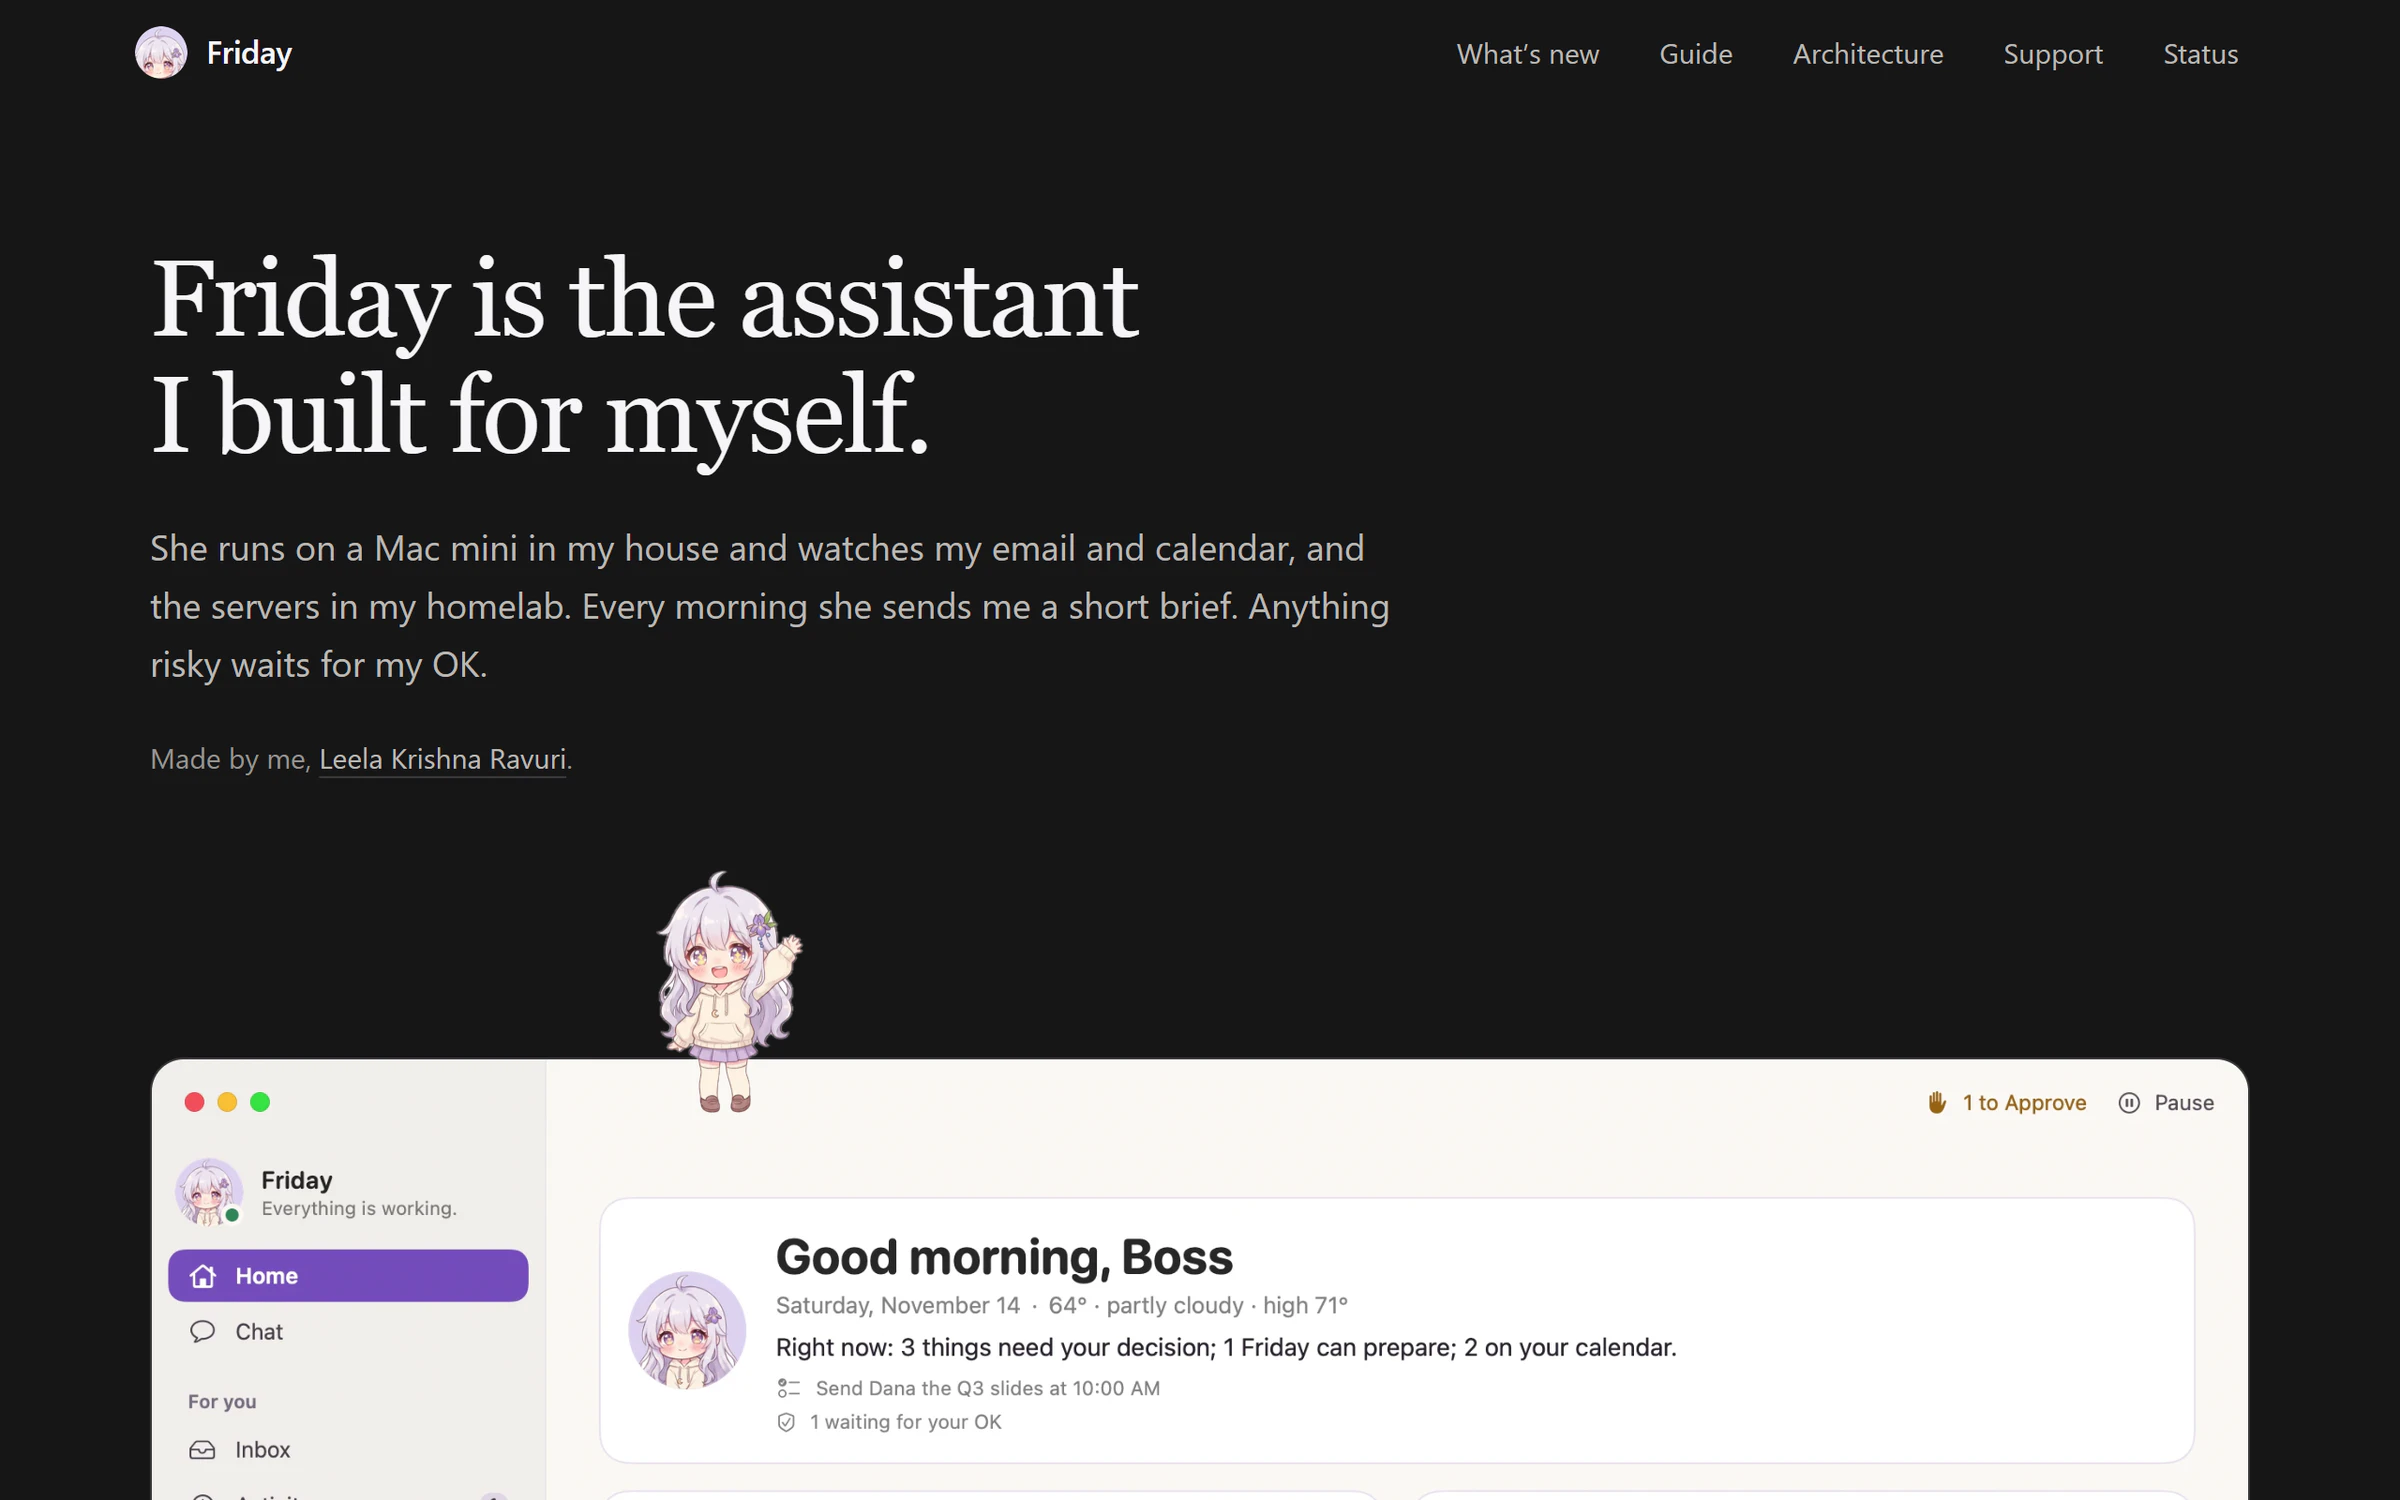 Friday
What's new
Guide
Architecture
Support
Status
Friday is the assistant
I built for myself.
She runs on a Mac mini in my house and watches my email and calendar, and
the servers in my homelab. Every morning she sends me a short brief. Anything
risky waits for my OK.
Made by me, Leela Krishna Ravuri.
1 to Approve
Pause
Friday
Everything is working.
Home
Chat
For you
Inbox
Good morning, Boss
Saturday, November 14 · 64° · partly cloudy · high 71°
Right now: 3 things need your decision; 1 Friday can prepare; 2 on your calendar.
Send Dana the Q3 slides at 10:00 AM
1 waiting for your OK